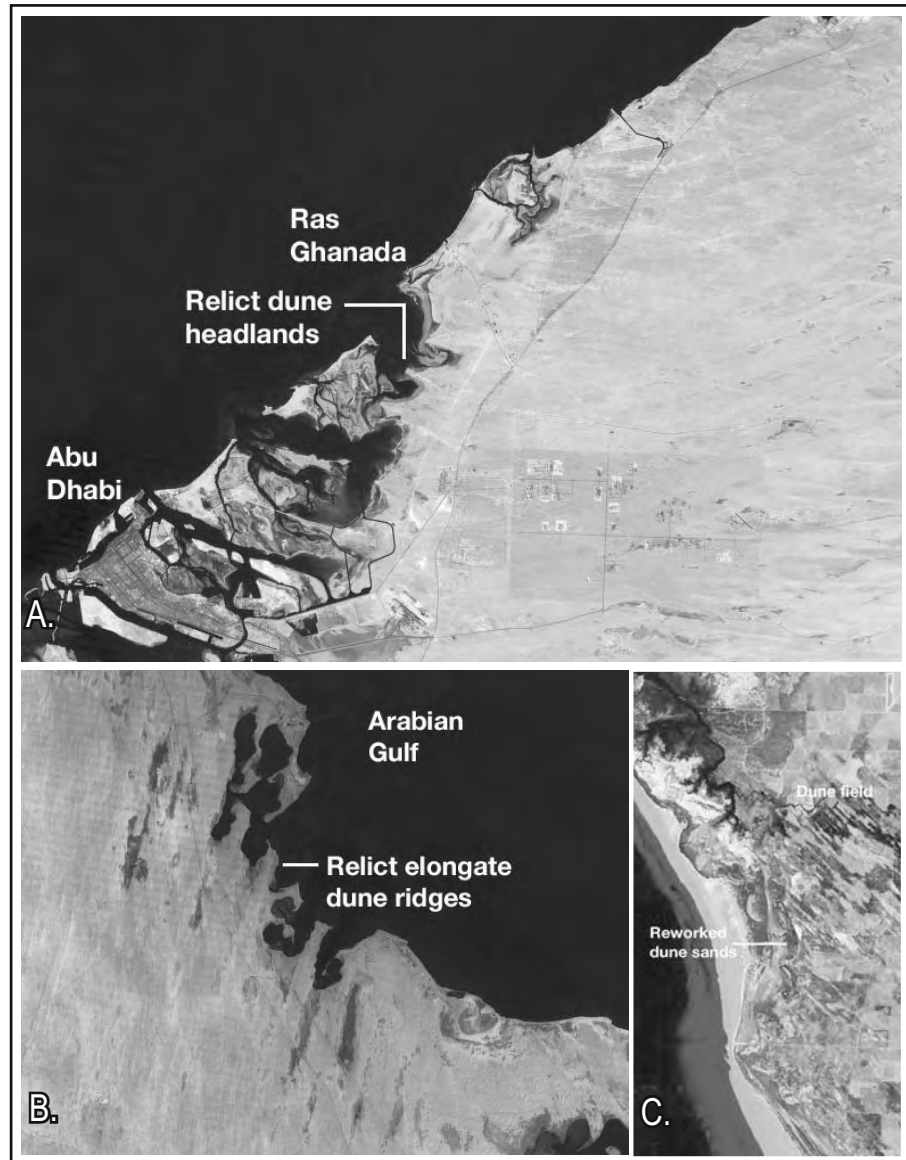 Ras
Ghanada
Relict dune
headlands
Abu
Dhabi
A.
Arabian
Gulf
Relict elongate
dune ridges
B.
Dune field
Reworked
dune sands
C.